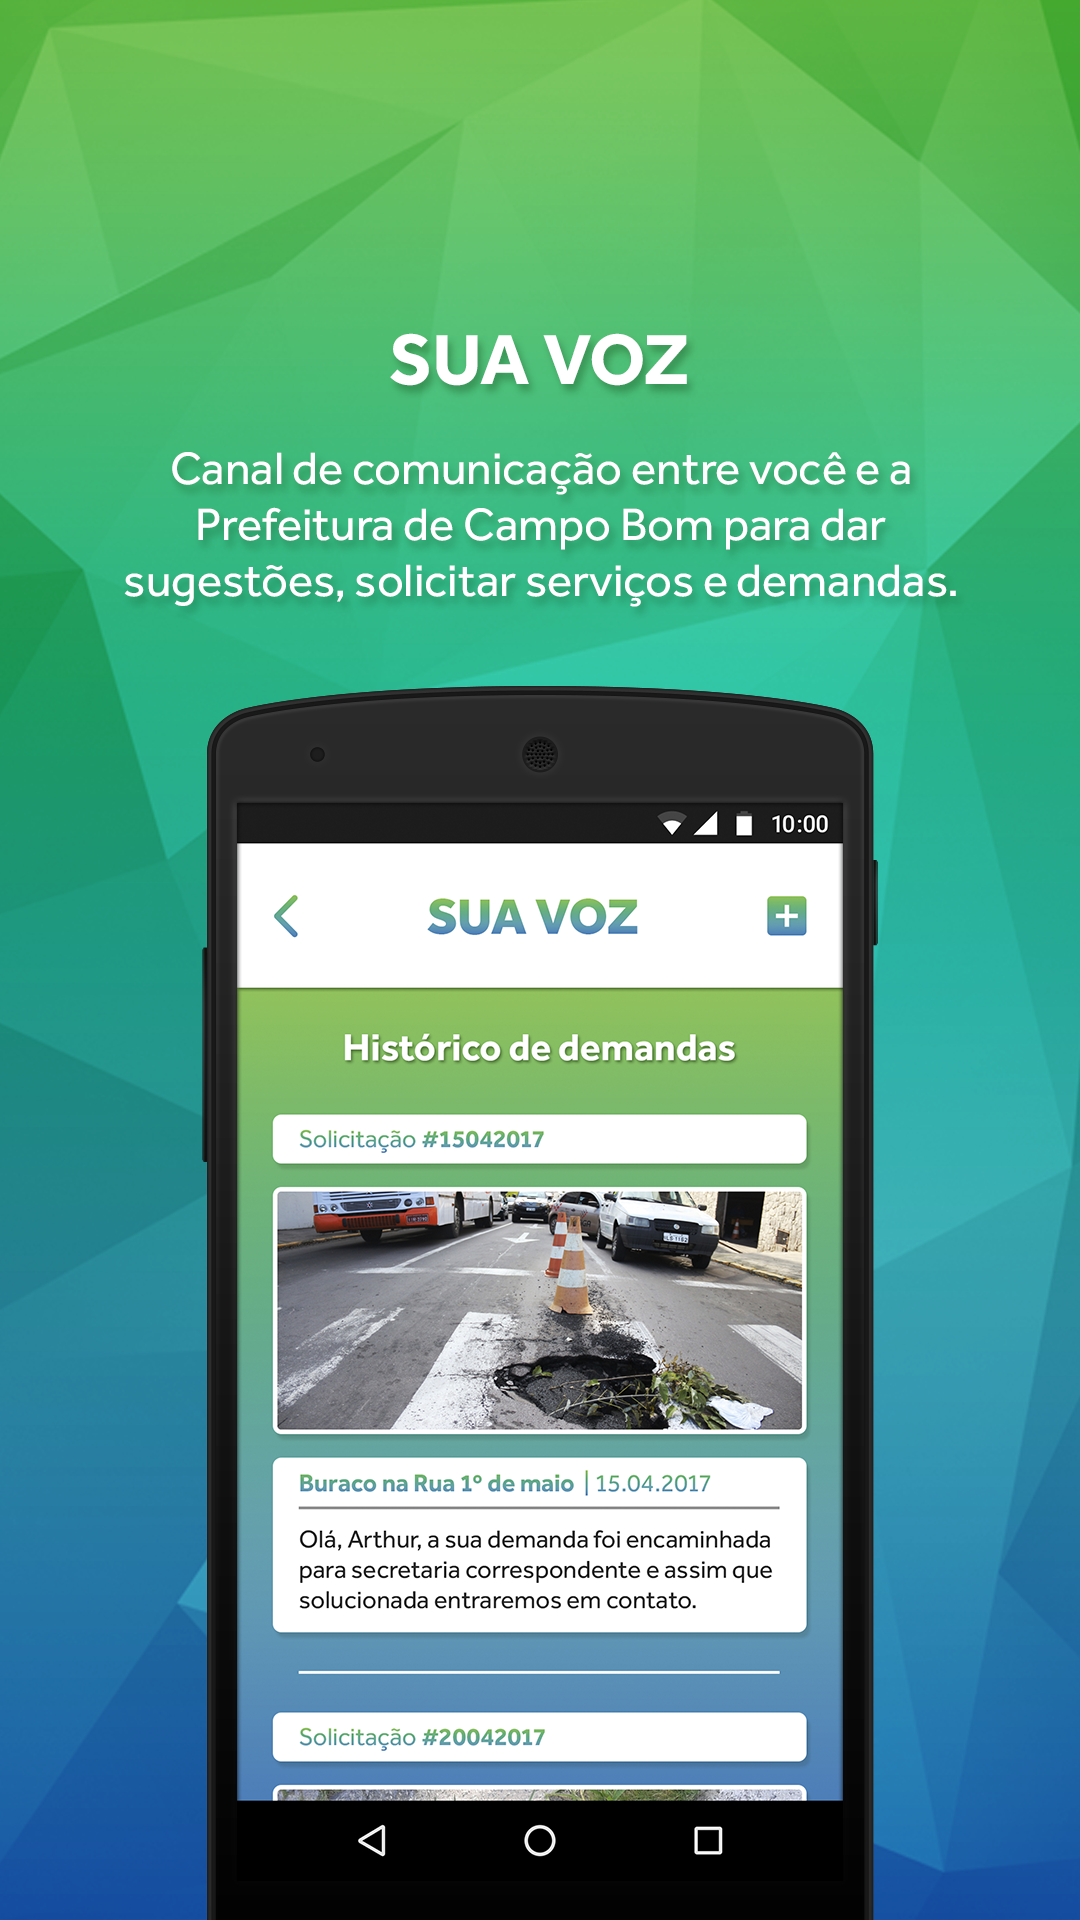 SUA VOZ
Canal de comunicação entre você e a
Prefeitura de Campo Bom para dar
sugestões, solicitar serviços e demandas.
10:00
SUA VOZ
Histórico de demandas
Solicitação #15042017
Buraco na Rua 1º de maio | 15.04.2017
Olá, Arthur, a sua demanda foi encaminhada
para secretaria correspondente e assim que
solucionada entraremos em contato.
Solicitação #20042017